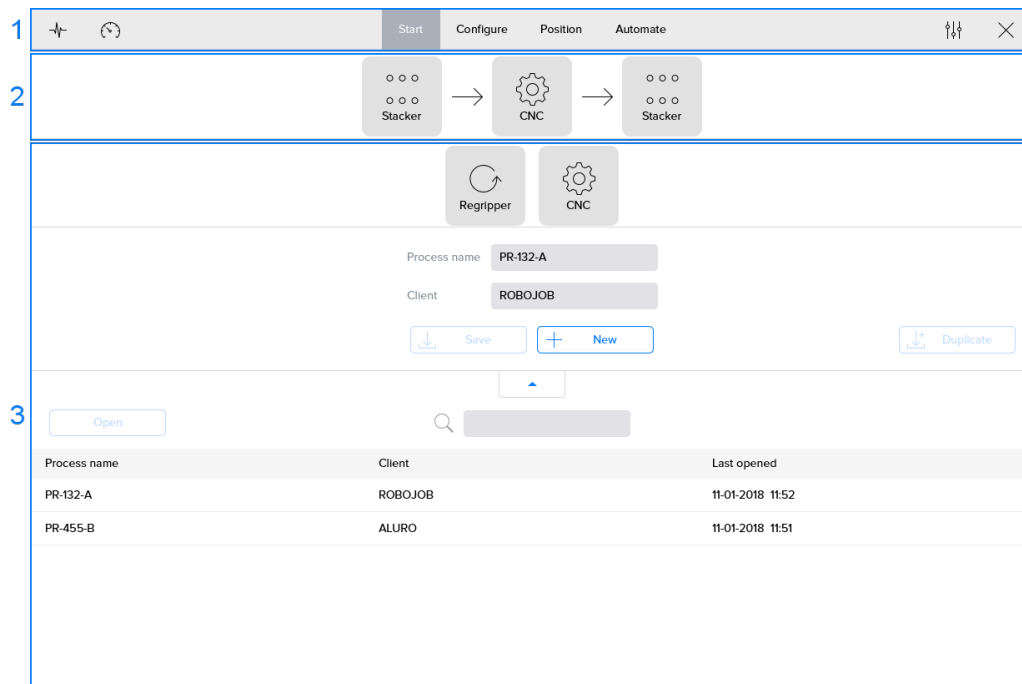 1
Start Configure Position Automate
2
Stacker CNC Stacker
Regripper CNC
Process name PR-132-A
Client ROBOJOB
Save New Duplicate
3
Open
Process name Client Last opened
PR-132-A ROBOJOB 11-01-2018 11:52
PR-455-B ALURO 11-01-2018 11:51